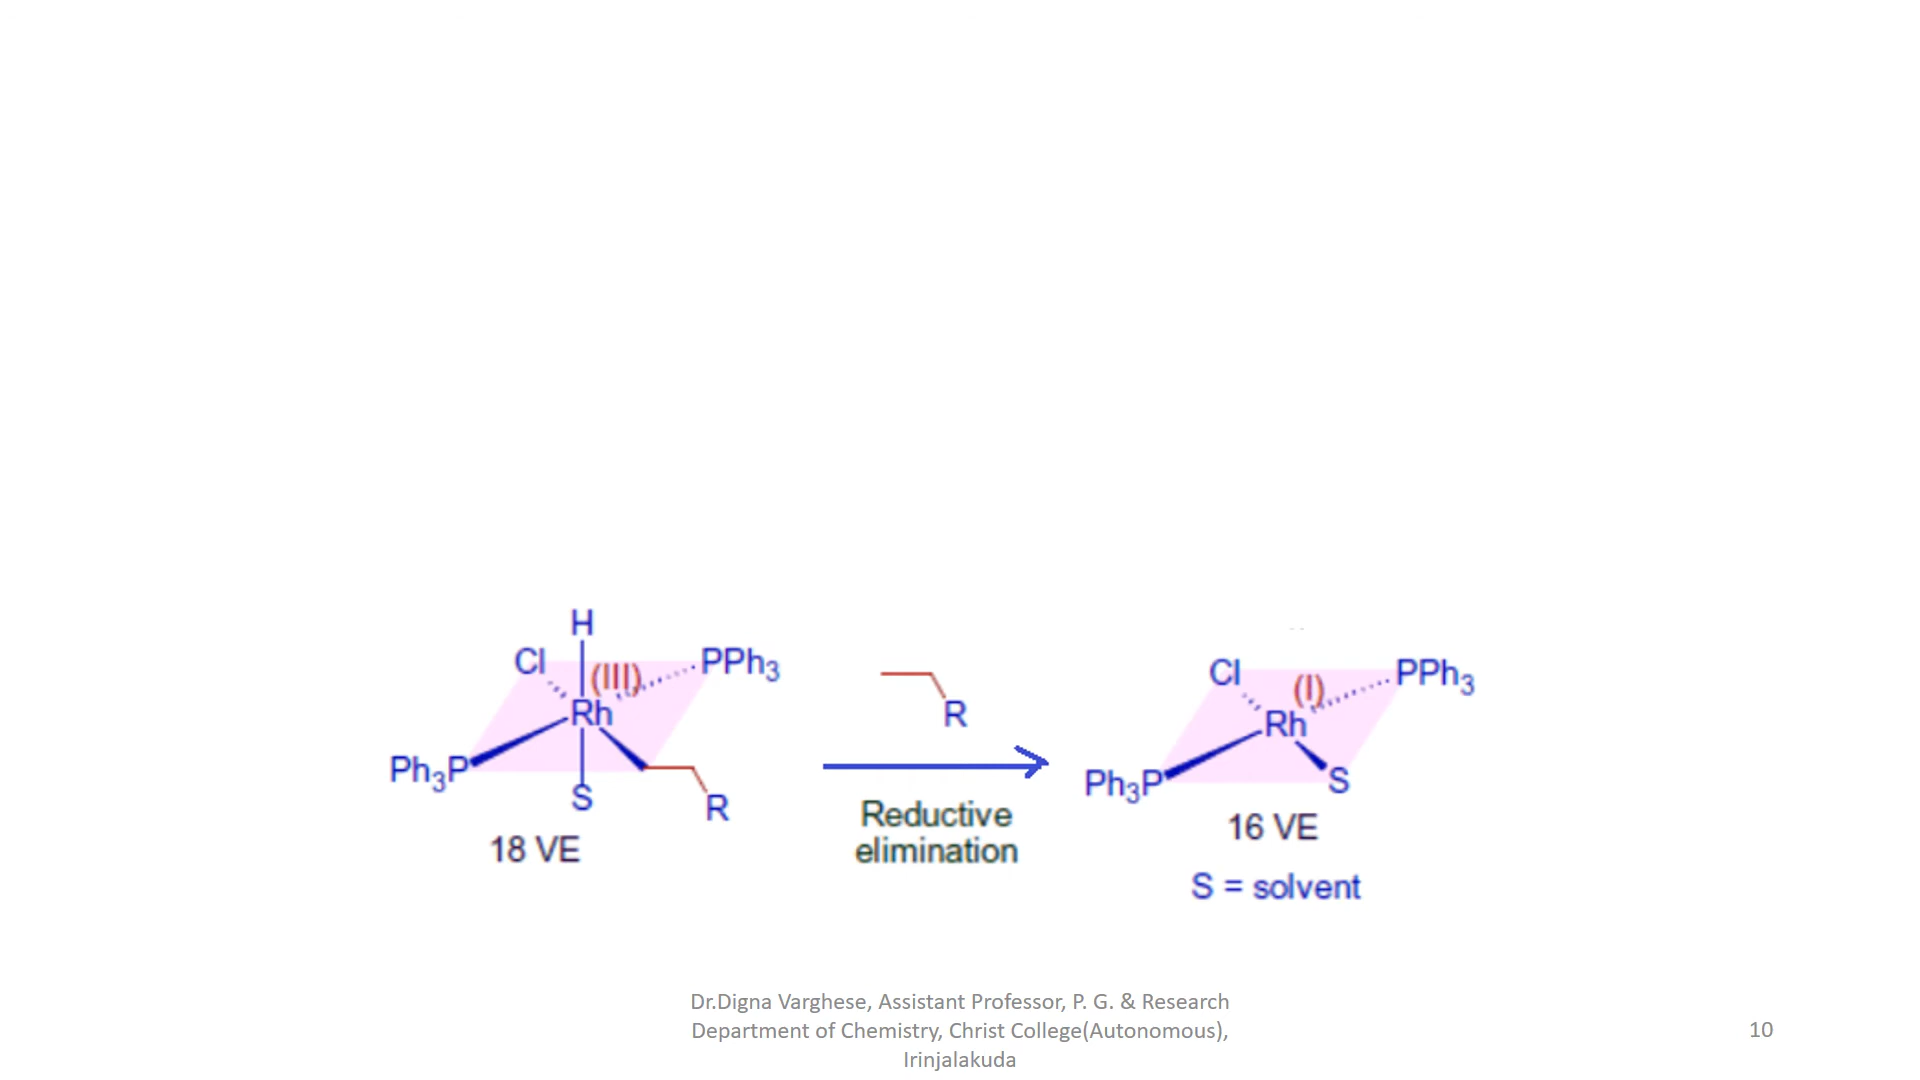 H
Cl (III) PPh3
Rh
Ph3P
S
R
18 VE
R
Reductive
elimination
Cl (I) PPh3
Rh
Ph3P S
16 VE
S = solvent
Dr.Digna Varghese, Assistant Professor, P. G. & Research
Department of Chemistry, Christ College(Autonomous),
Irinjalakuda
10